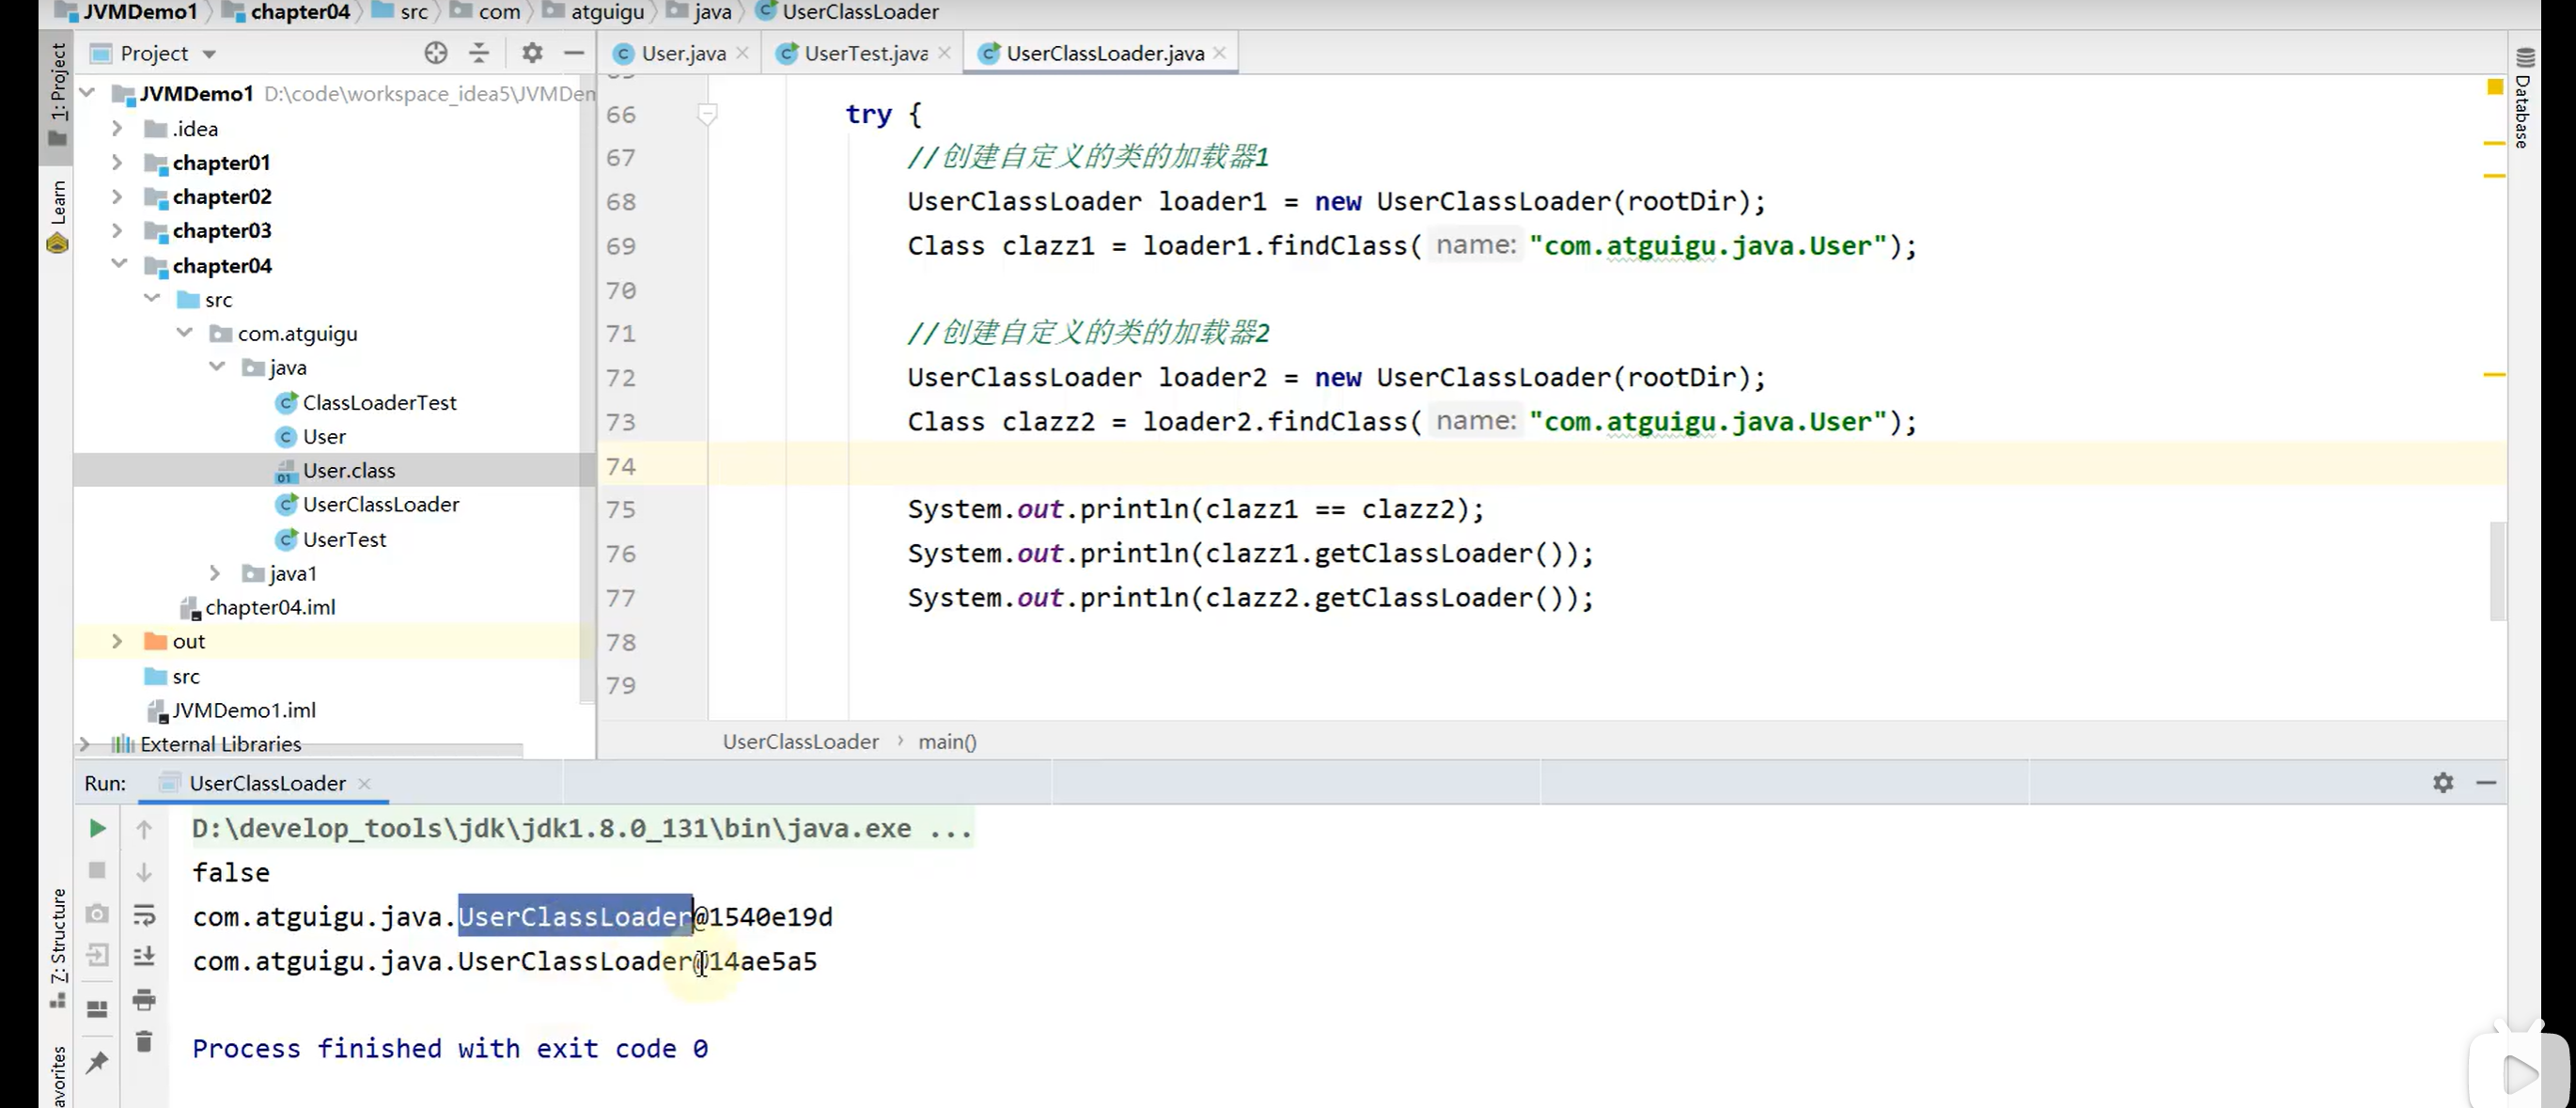 JVMDemo1 chapter04 src com atguigu java UserClassLoader
1: Project
Learn
Z: Structure
avorites
Project
User.java
UserTest.java
UserClassLoader.java
Database
JVMDemo1 D:\code\workspace_idea5\JVMDem
.idea
chapter01
chapter02
chapter03
chapter04
src
com.atguigu
java
ClassLoaderTest
User
User.class
UserClassLoader
UserTest
java1
chapter04.iml
out
src
JVMDemo1.iml
External Libraries
66 try {
67 //创建自定义的类的加载器1
68 UserClassLoader loader1 = new UserClassLoader(rootDir);
69 Class clazz1 = loader1.findClass( name: "com.atguigu.java.User");
70
71 //创建自定义的类的加载器2
72 UserClassLoader loader2 = new UserClassLoader(rootDir);
73 Class clazz2 = loader2.findClass( name: "com.atguigu.java.User");
74
75 System.out.println(clazz1 == clazz2);
76 System.out.println(clazz1.getClassLoader());
77 System.out.println(clazz2.getClassLoader());
78
79
UserClassLoader › main()
Run: UserClassLoader
D:\develop_tools\jdk\jdk1.8.0_131\bin\java.exe ...
false
com.atguigu.java.UserClassLoader@1540e19d
com.atguigu.java.UserClassLoader@14ae5a5
Process finished with exit code 0